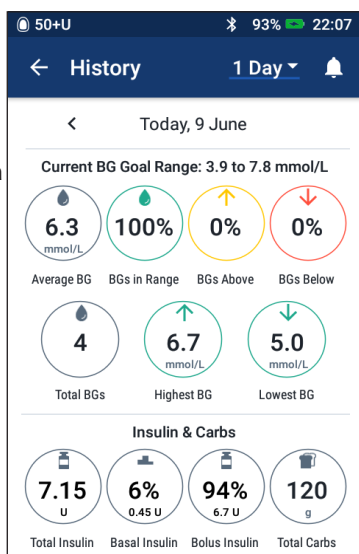 50+U 93% 22:07
History 1 Day
Today, 9 June
Current BG Goal Range: 3.9 to 7.8 mmol/L
6.3 100% 0% 0%
mmol/L
Average BG BGs in Range BGs Above BGs Below
4 6.7 5.0
mmol/L mmol/L
Total BGs Highest BG Lowest BG
Insulin & Carbs
7.15 6% 94% 120
U 0.45 U 6.7 U g
Total Insulin Basal Insulin Bolus Insulin Total Carbs